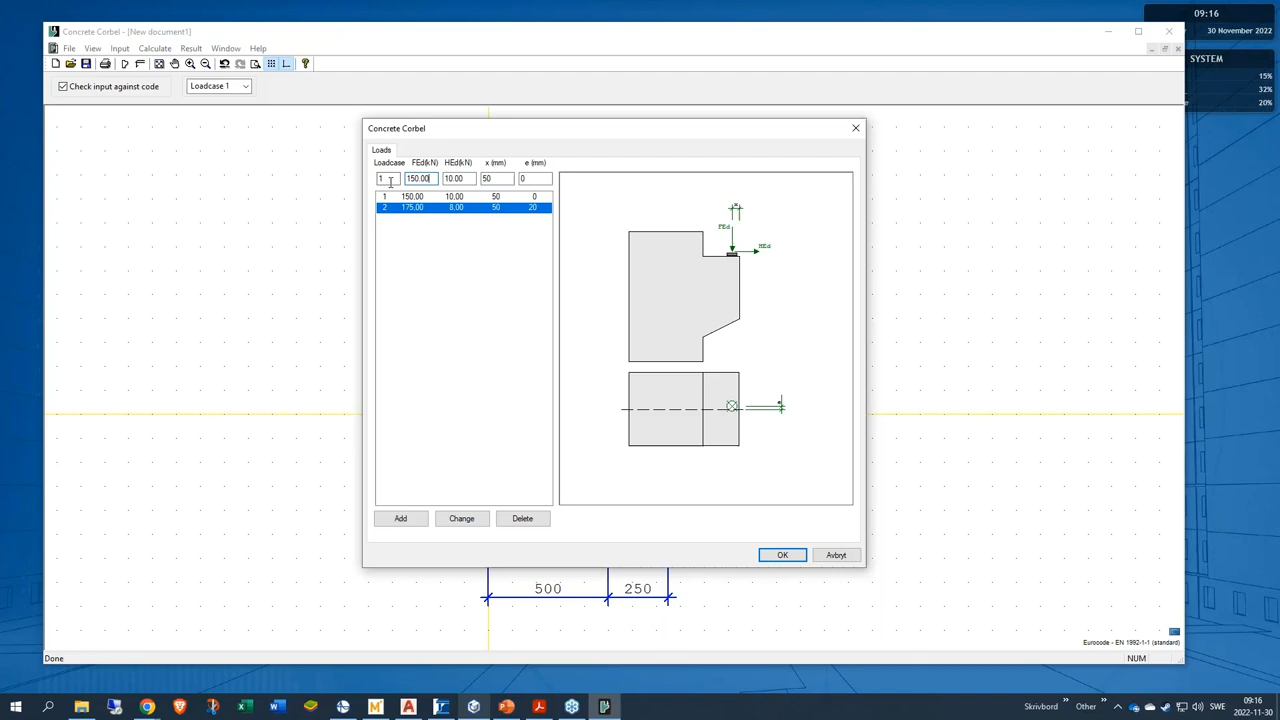 09:16
30 November 2022
SYSTEM
15%
32%
20%
Concrete Corbel - [New document1]
File View Input Calculate Result Window Help
Check input against code
Loadcase 1
Concrete Corbel
Loads
Loadcase FEd(kN) HEd(kN) x (mm) e (mm)
1 150.00 10.00 50 0
1 150.00 10.00 50 0
2 175.00 8.00 50 20
x
FEd
HEd
e
Add Change Delete
OK Avbryt
500 250
Eurocode - EN 1992-1-1 (standard)
Done
NUM
Skrivbord » Other »
SWE
09:16
2022-11-30